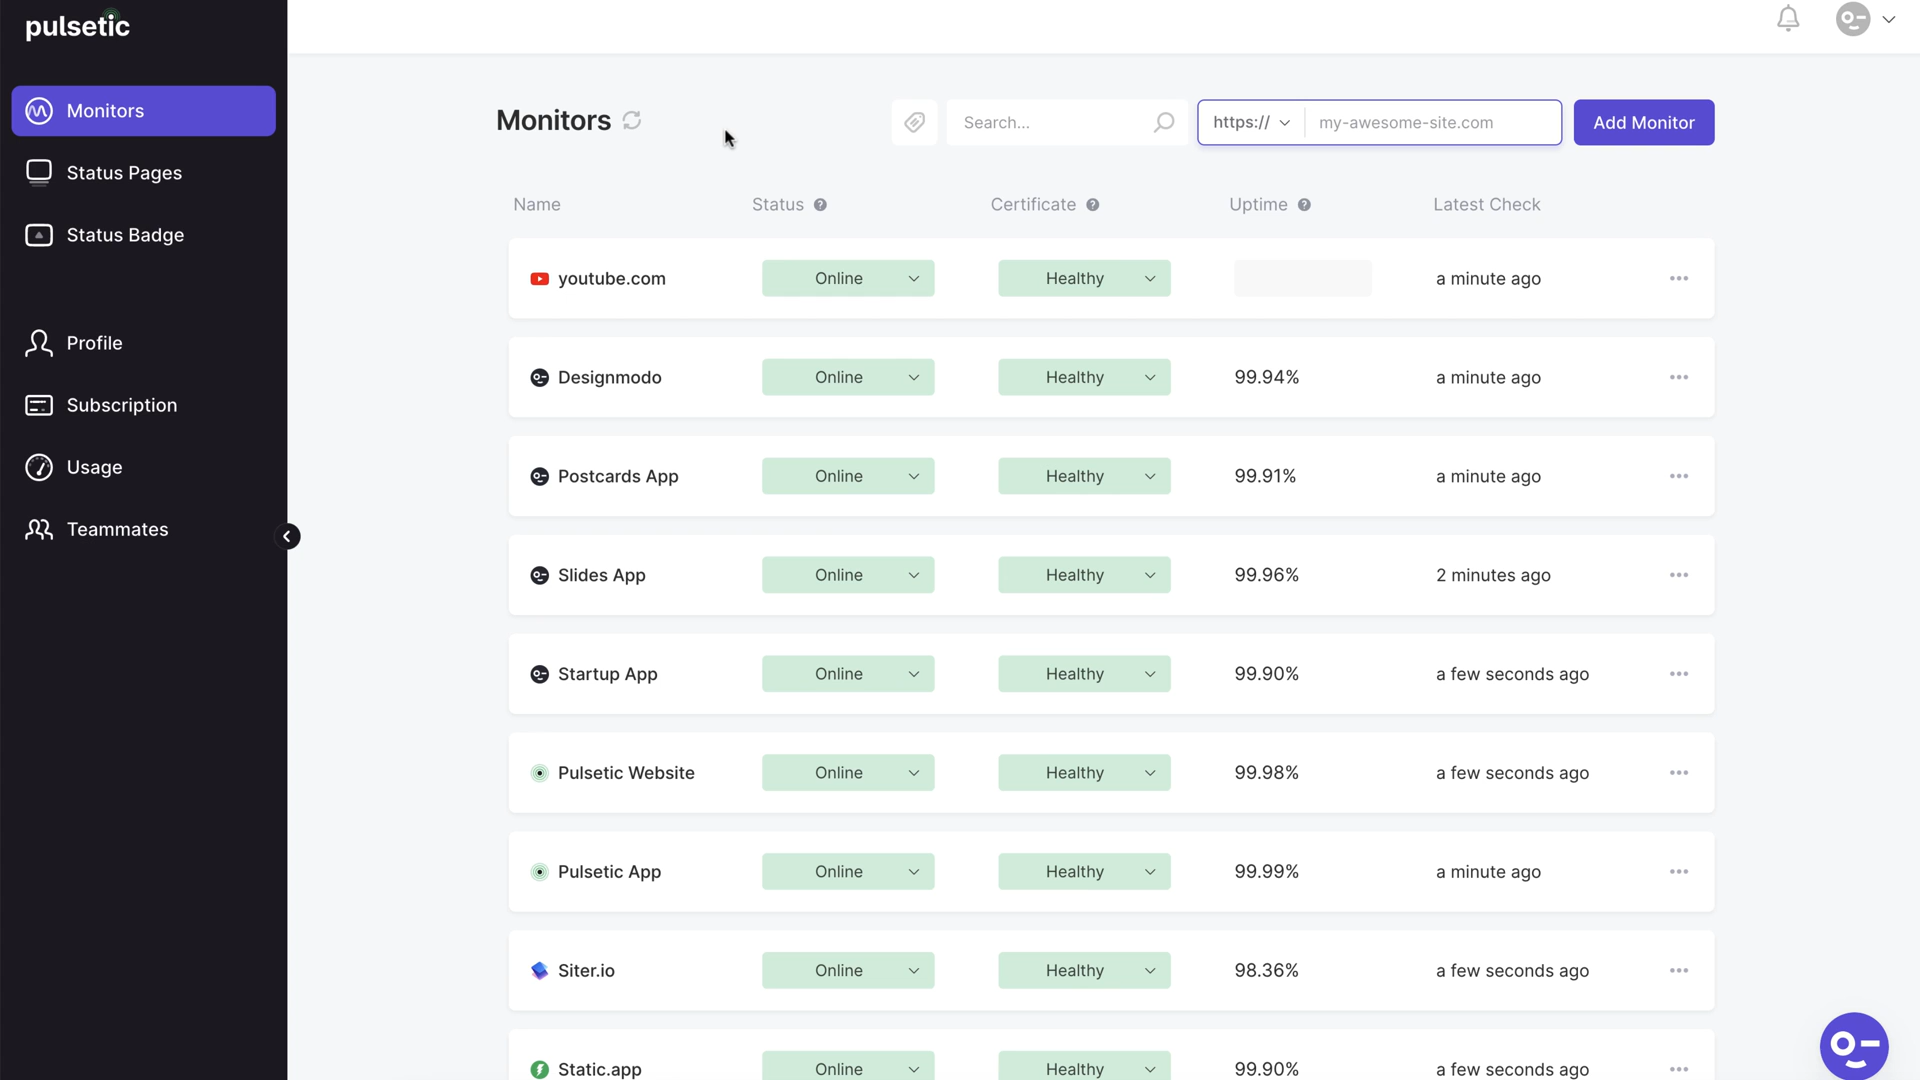 pulsetic
Monitors
Status Pages
Status Badge
Profile
Subscription
Usage
Teammates
Monitors
Search...
https://
my-awesome-site.com
Add Monitor
Name Status ? Certificate ? Uptime ? Latest Check
youtube.com Online Healthy a minute ago
Designmodo Online Healthy 99.94% a minute ago
Postcards App Online Healthy 99.91% a minute ago
Slides App Online Healthy 99.96% 2 minutes ago
Startup App Online Healthy 99.90% a few seconds ago
Pulsetic Website Online Healthy 99.98% a few seconds ago
Pulsetic App Online Healthy 99.99% a minute ago
Siter.io Online Healthy 98.36% a few seconds ago
Static.app Online Healthy 99.90% a few seconds ago